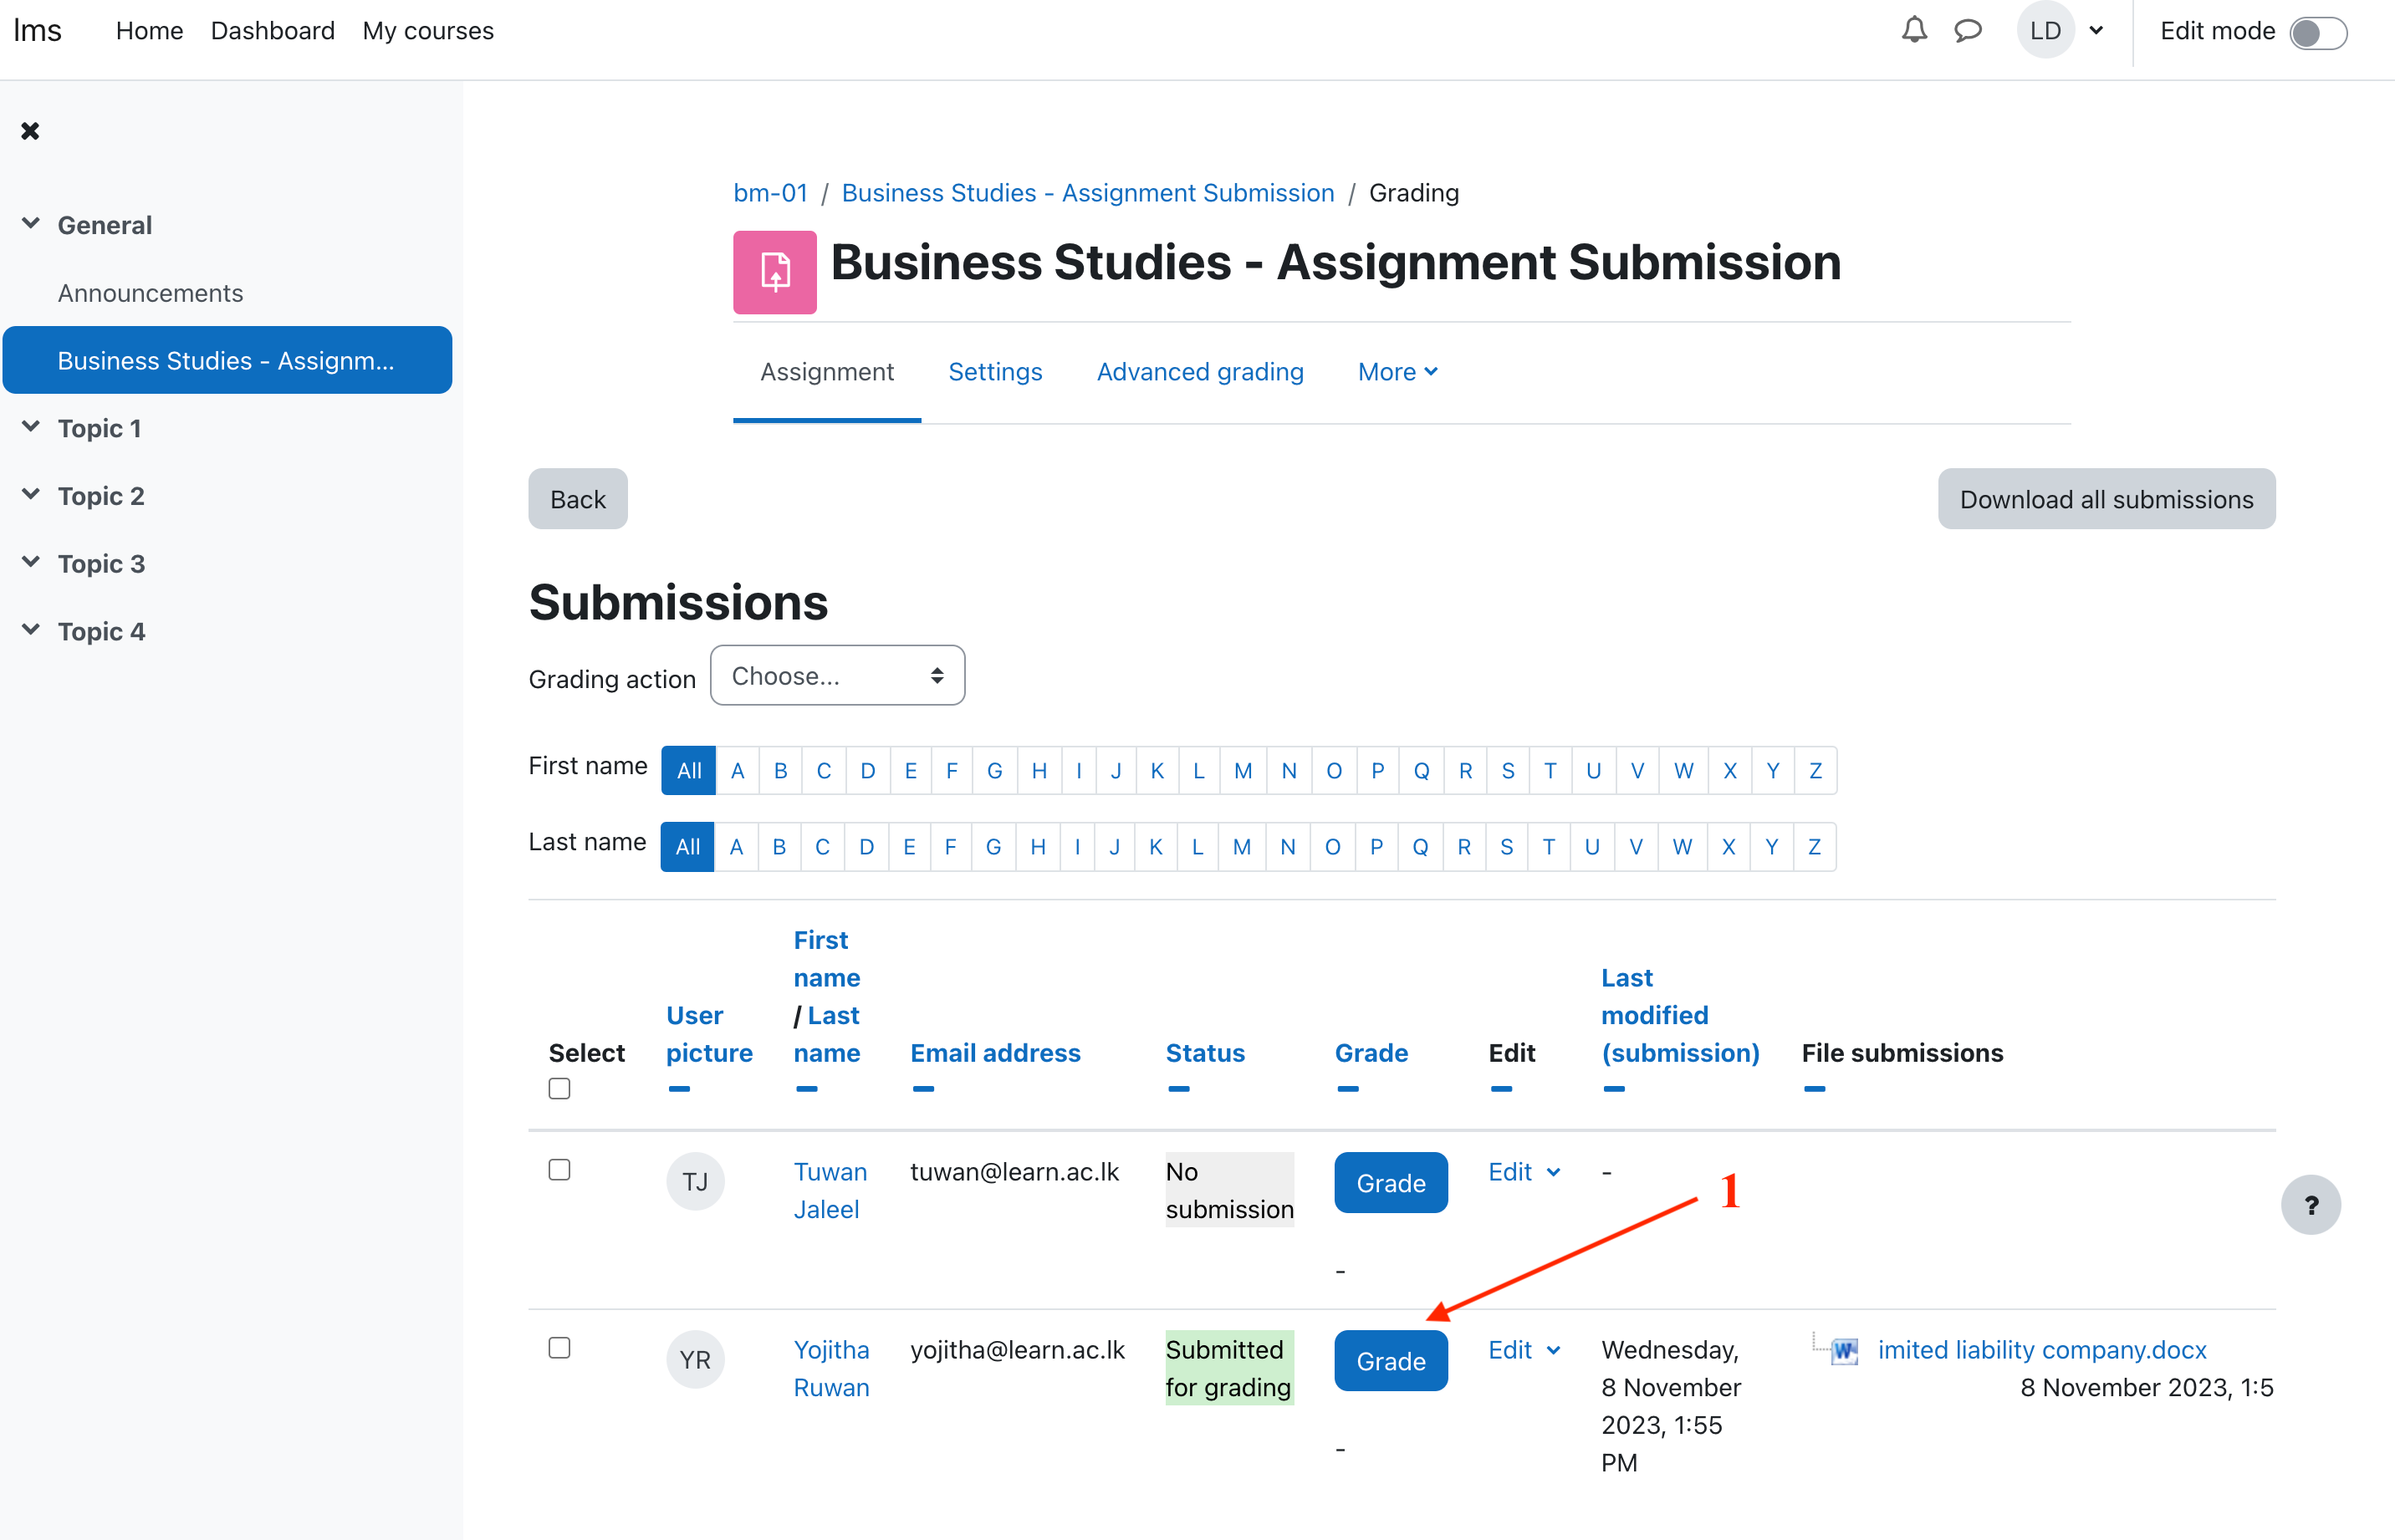 lms Home Dashboard My courses LD Edit mode
General
Announcements
Business Studies - Assignm...
Topic 1
Topic 2
Topic 3
Topic 4
bm-01 / Business Studies - Assignment Submission / Grading
Business Studies - Assignment Submission
Assignment Settings Advanced grading More
Back Download all submissions
Submissions
Grading action Choose...
First name All A B C D E F G H I J K L M N O P Q R S T U V W X Y Z
Last name All A B C D E F G H I J K L M N O P Q R S T U V W X Y Z
Select
User
picture
First
name
/ Last
name
Email address
Status
Grade
Edit
Last
modified
(submission)
File submissions
TJ
Tuwan
Jaleel
tuwan@learn.ac.lk
No
submission
Grade
-
Edit
-
1
?
YR
Yojitha
Ruwan
yojitha@learn.ac.lk
Submitted
for grading
Grade
-
Edit
Wednesday,
8 November
2023, 1:55
PM
W
imited liability company.docx
8 November 2023, 1:5